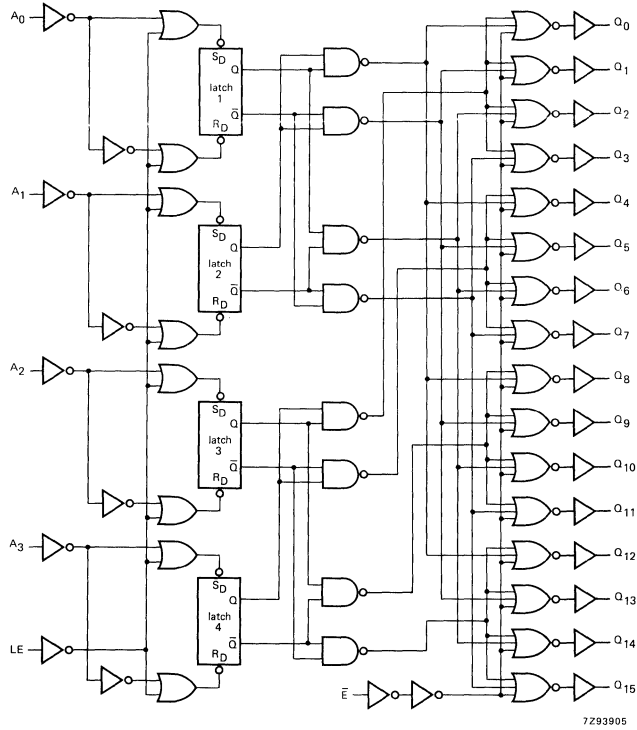 A0
SD
Q
latch
1
Q̅
RD
A1
SD
Q
latch
2
Q̅
RD
A2
SD
Q
latch
3
Q̅
RD
A3
SD
Q
latch
4
Q̅
RD
LE
E̅
Q0
Q1
Q2
Q3
Q4
Q5
Q6
Q7
Q8
Q9
Q10
Q11
Q12
Q13
Q14
Q15
7Z93905